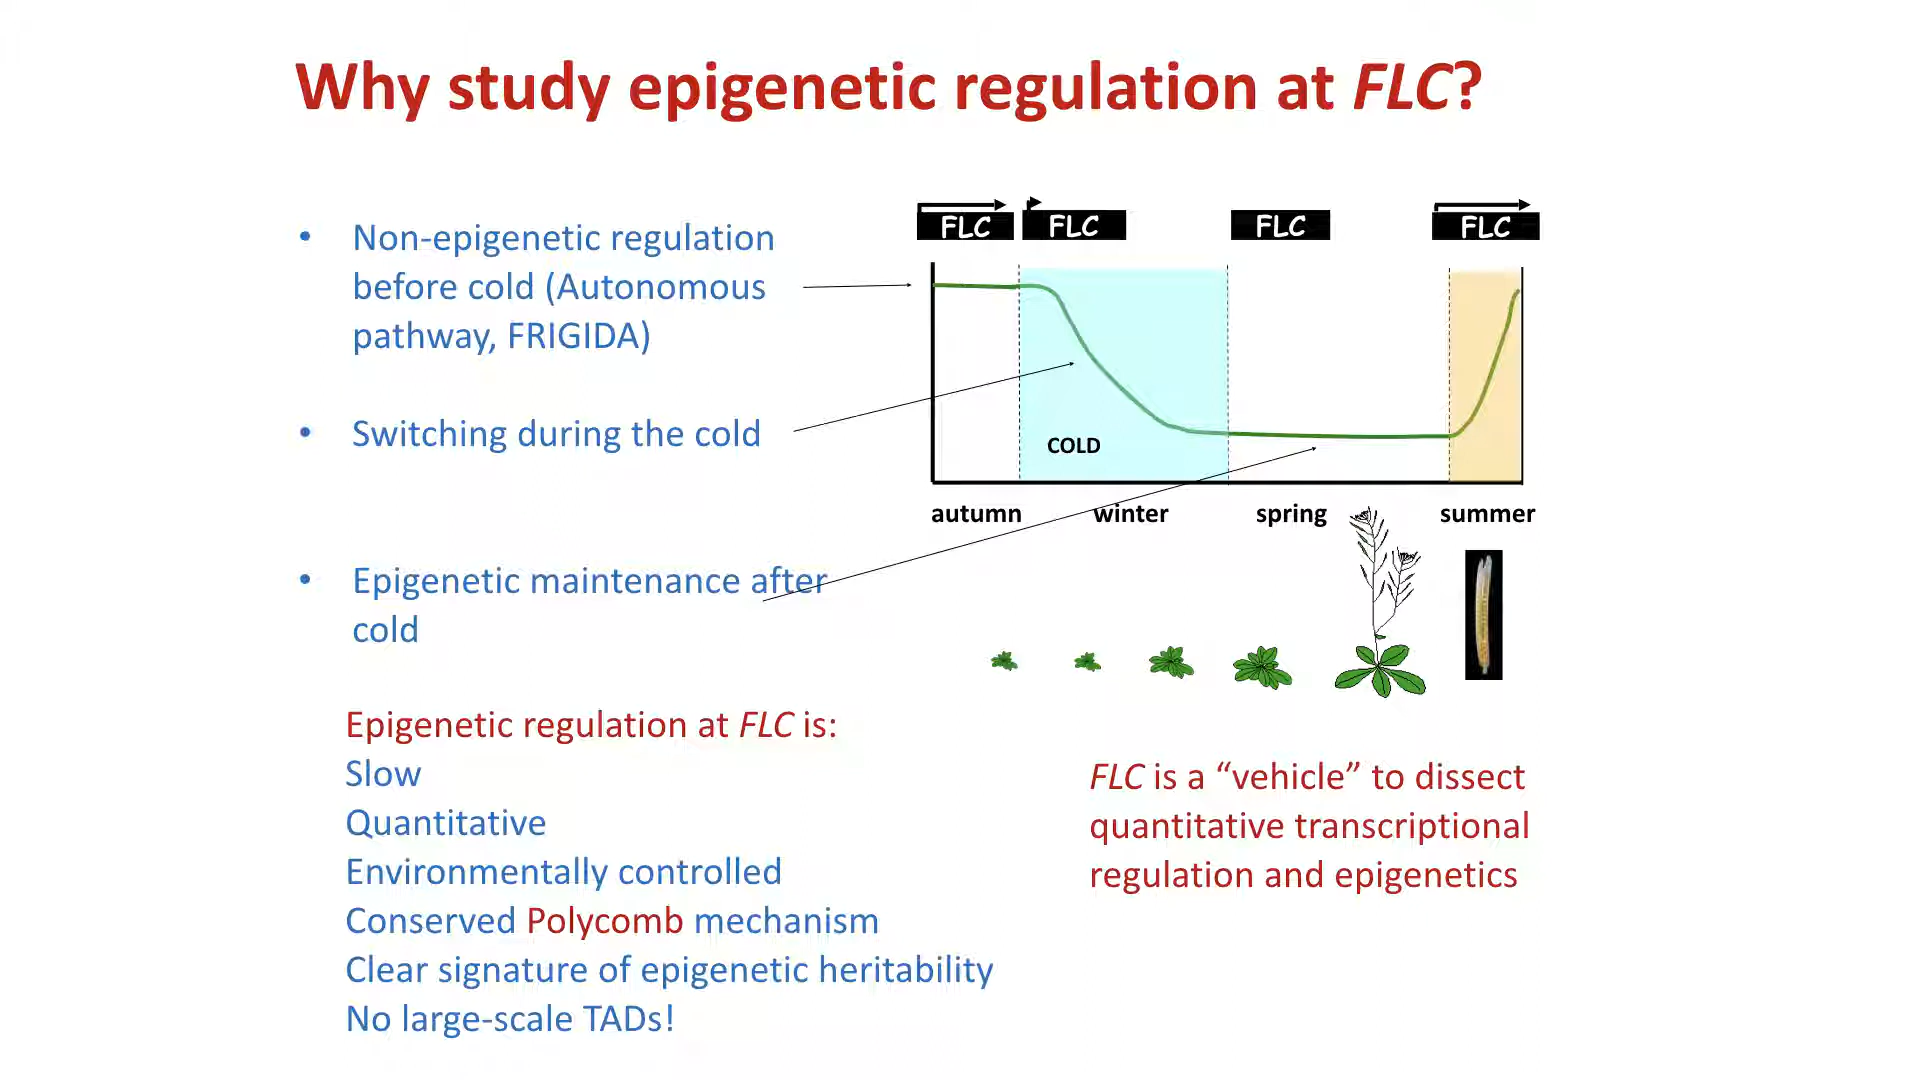 Why study epigenetic regulation at FLC?
• Non-epigenetic regulation
before cold (Autonomous
pathway, FRIGIDA)
• Switching during the cold
• Epigenetic maintenance after
cold
FLC FLC FLC FLC
COLD
autumn winter spring summer
Epigenetic regulation at FLC is:
Slow
Quantitative
Environmentally controlled
Conserved Polycomb mechanism
Clear signature of epigenetic heritability
No large-scale TADs!
FLC is a “vehicle” to dissect
quantitative transcriptional
regulation and epigenetics